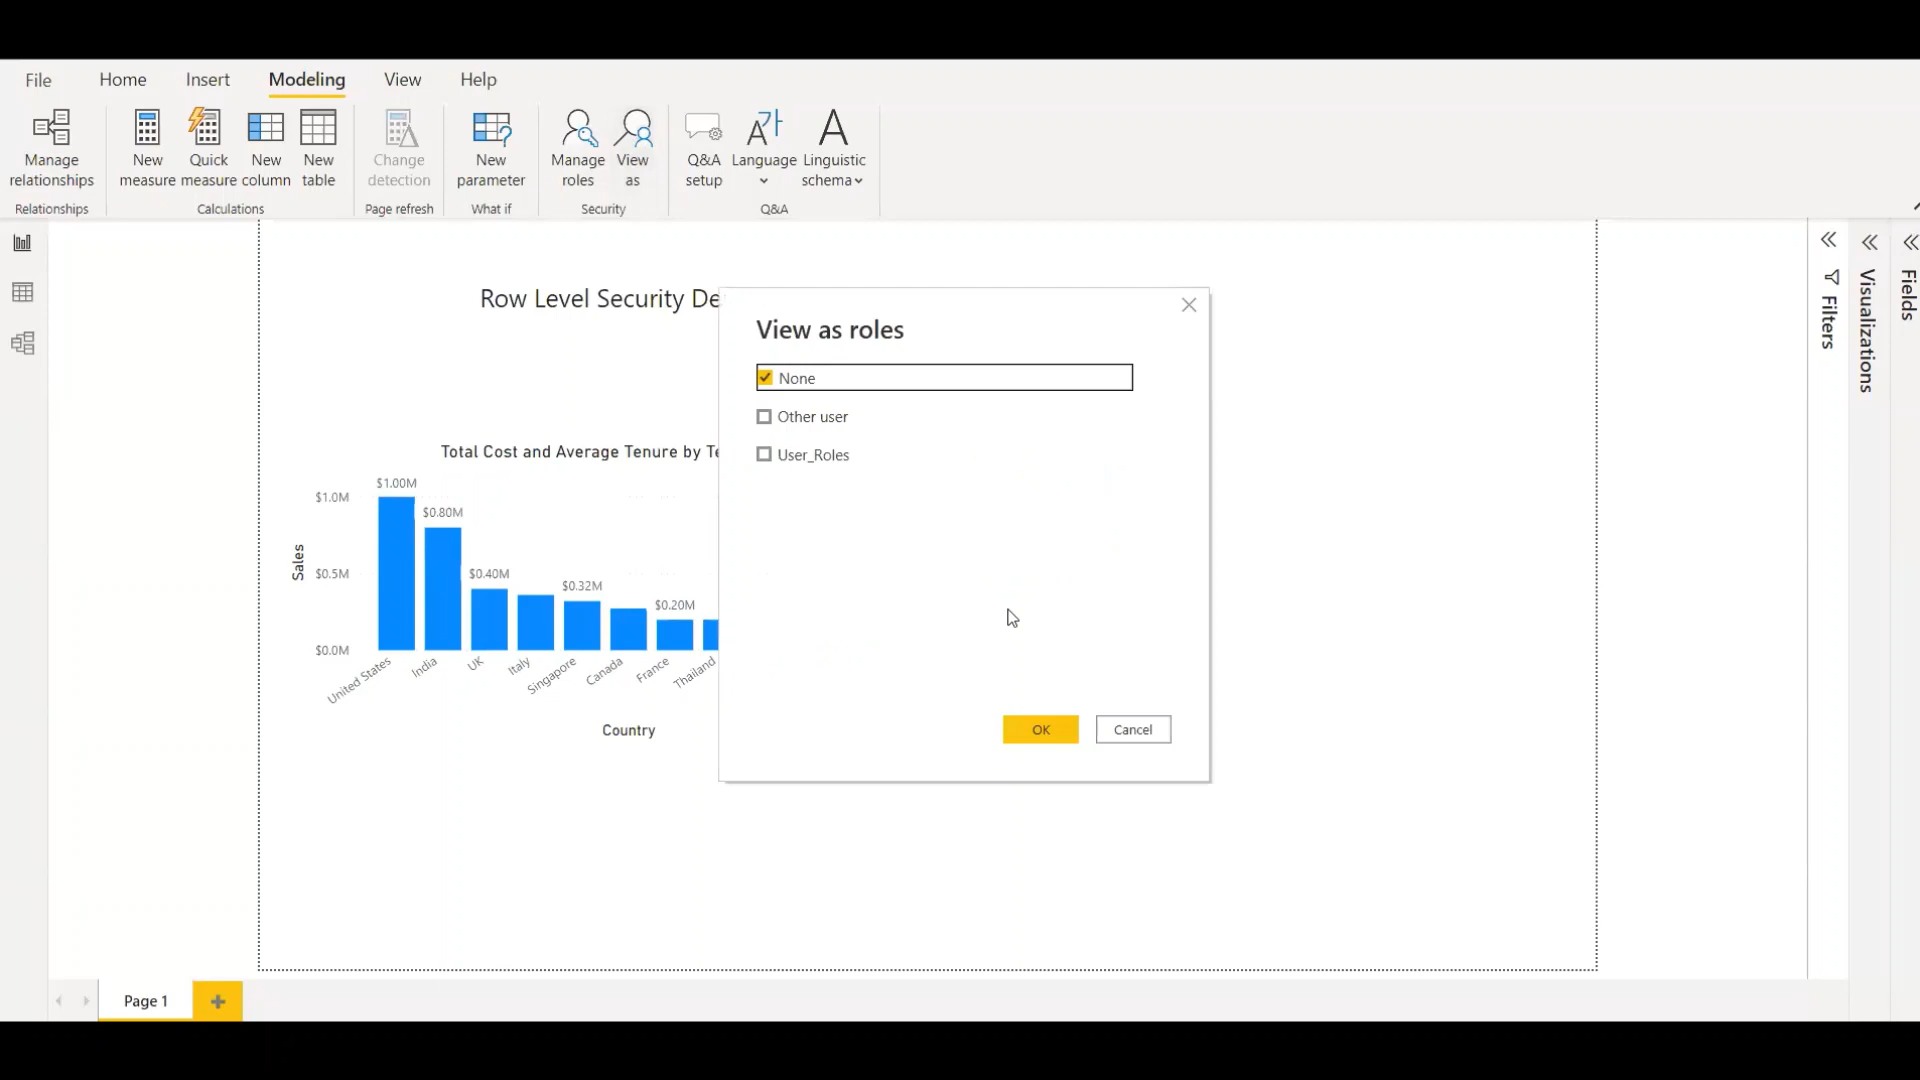 File Home Insert Modeling View Help
Manage relationships
New measure
Quick measure
New column
New table
Change detection
New parameter
Manage roles
View as
Q&A setup
Language
Linguistic schema
Relationships
Calculations
Page refresh
What if
Security
Q&A
Row Level Security De
View as roles
None
Other user
User_Roles
OK
Cancel
Total Cost and Average Tenure by Te
Sales
$1.0M
$0.5M
$0.0M
$1.00M
$0.80M
$0.40M
$0.32M
$0.20M
United States
India
UK
Italy
Singapore
Canada
France
Thailand
Country
Filters
Visualizations
Fields
Page 1